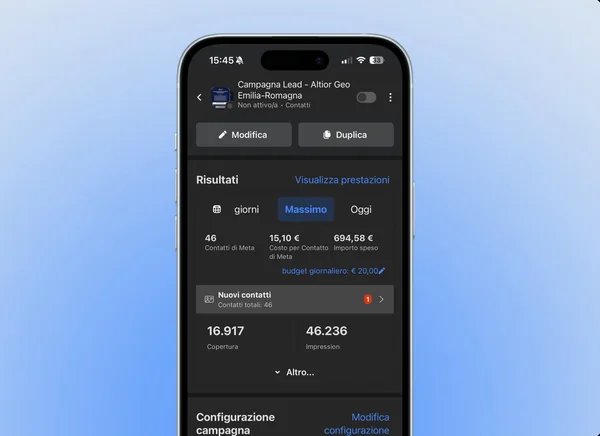 15:45
33
Campagna Lead - Altior Geo
Emilia-Romagna
Non attivo/a • Contatti
Modifica
Duplica
Risultati
Visualizza prestazioni
giorni
Massimo
Oggi
46
Contatti di Meta
15,10 €
Costo per Contatto
di Meta
694,58 €
Importo speso
budget giornaliero: € 20,00
Nuovi contatti
Contatti totali: 46
1
16.917
Copertura
46.236
Impression
Altro...
Configurazione
campagna
Modifica
configurazione